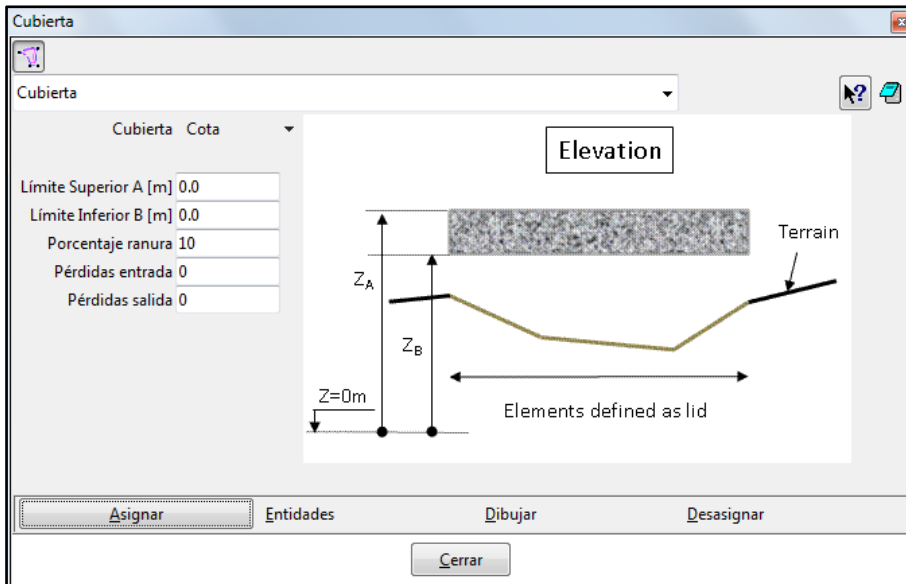 Cubierta
Cubierta
Cubierta Cota
Límite Superior A [m] 0.0
Límite Inferior B [m] 0.0
Porcentaje ranura 10
Pérdidas entrada 0
Pérdidas salida 0
Elevation
Terrain
ZA
ZB
Z=0m
Elements defined as lid
Asignar Entidades Dibujar Desasignar
Cerrar